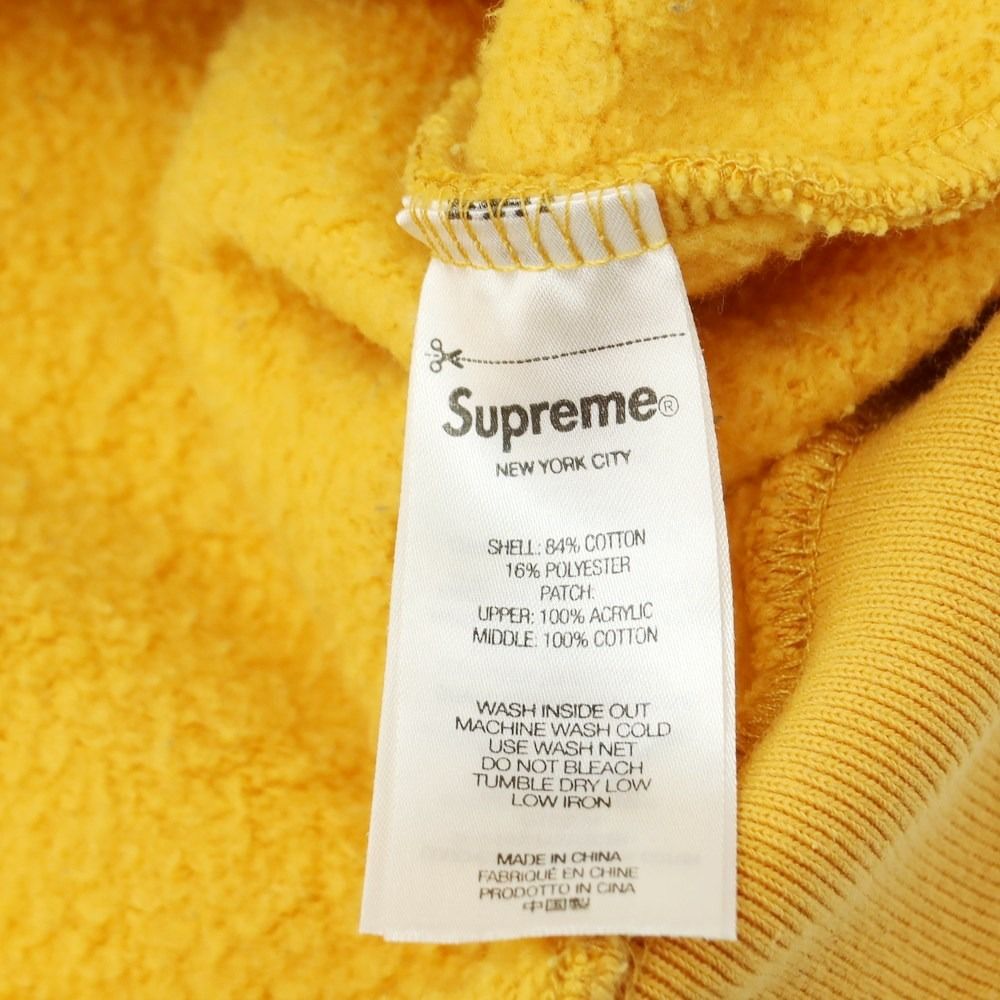 Supreme®
NEW YORK CITY
SHELL: 84% COTTON
16% POLYESTER
PATCH:
UPPER: 100% ACRYLIC
MIDDLE: 100% COTTON
WASH INSIDE OUT
MACHINE WASH COLD
USE WASH NET
DO NOT BLEACH
TUMBLE DRY LOW
LOW IRON
MADE IN CHINA
FABRIQUÉ EN CHINE
PRODOTTO IN CINA
中国製